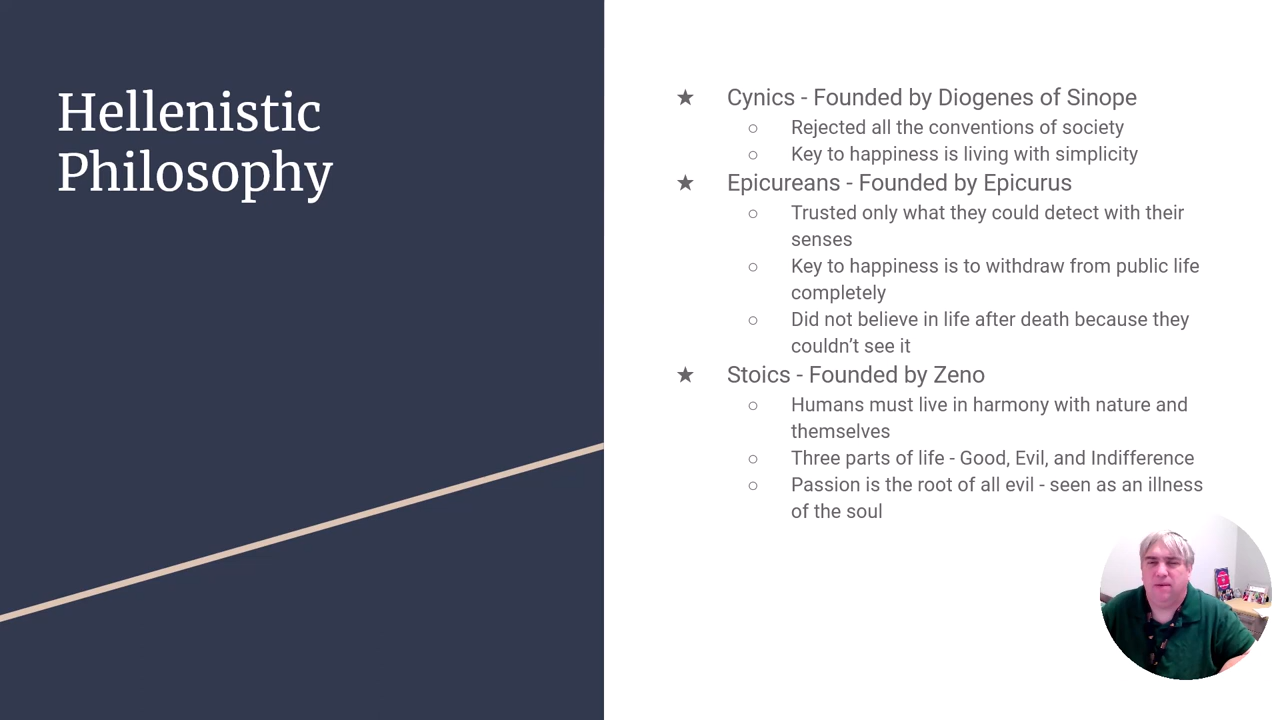 Hellenistic
Philosophy
★ Cynics - Founded by Diogenes of Sinope
○ Rejected all the conventions of society
○ Key to happiness is living with simplicity
★ Epicureans - Founded by Epicurus
○ Trusted only what they could detect with their
senses
○ Key to happiness is to withdraw from public life
completely
○ Did not believe in life after death because they
couldn’t see it
★ Stoics - Founded by Zeno
○ Humans must live in harmony with nature and
themselves
○ Three parts of life - Good, Evil, and Indifference
○ Passion is the root of all evil - seen as an illness
of the soul